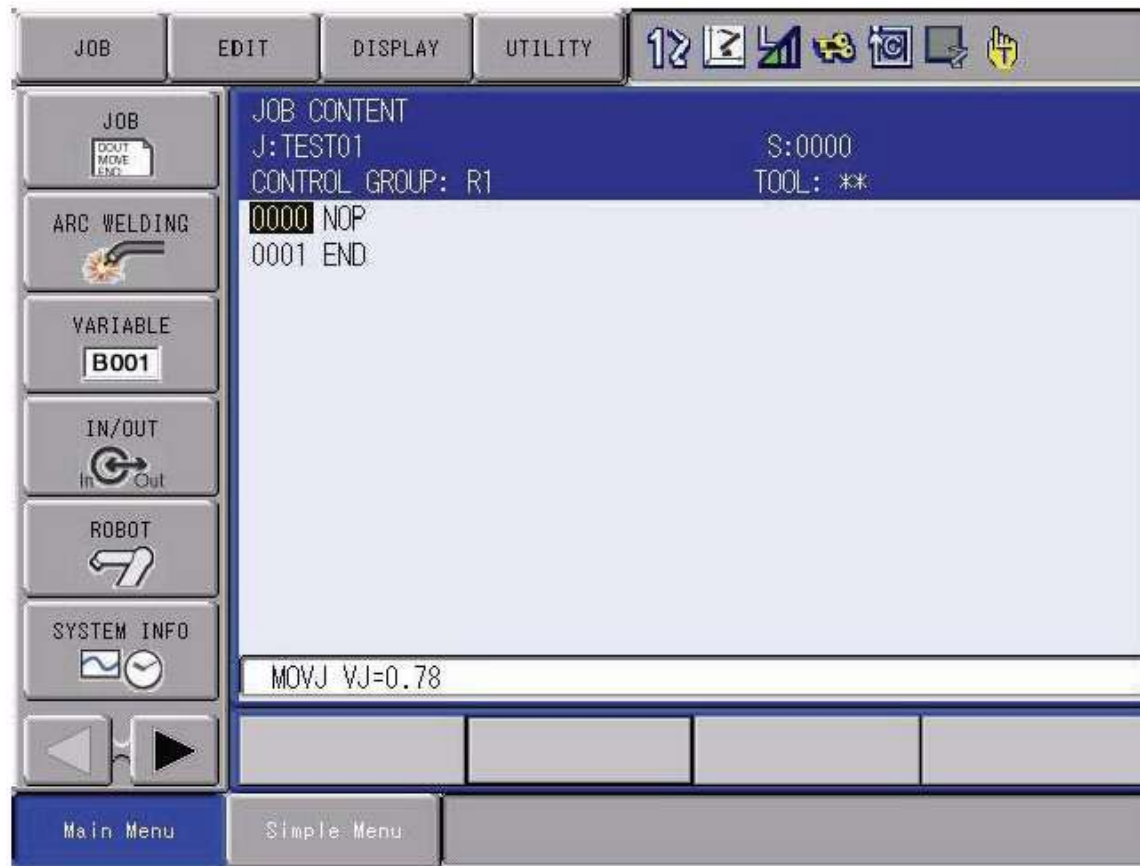 JOB EDIT DISPLAY UTILITY
JOB
DOUT
MOVE
END
ARC WELDING
VARIABLE
B001
IN/OUT
In Out
ROBOT
SYSTEM INFO
JOB CONTENT
J:TEST01 S:0000
CONTROL GROUP: R1 TOOL: **
0000 NOP
0001 END
MOVJ VJ=0.78
Main Menu Simple Menu